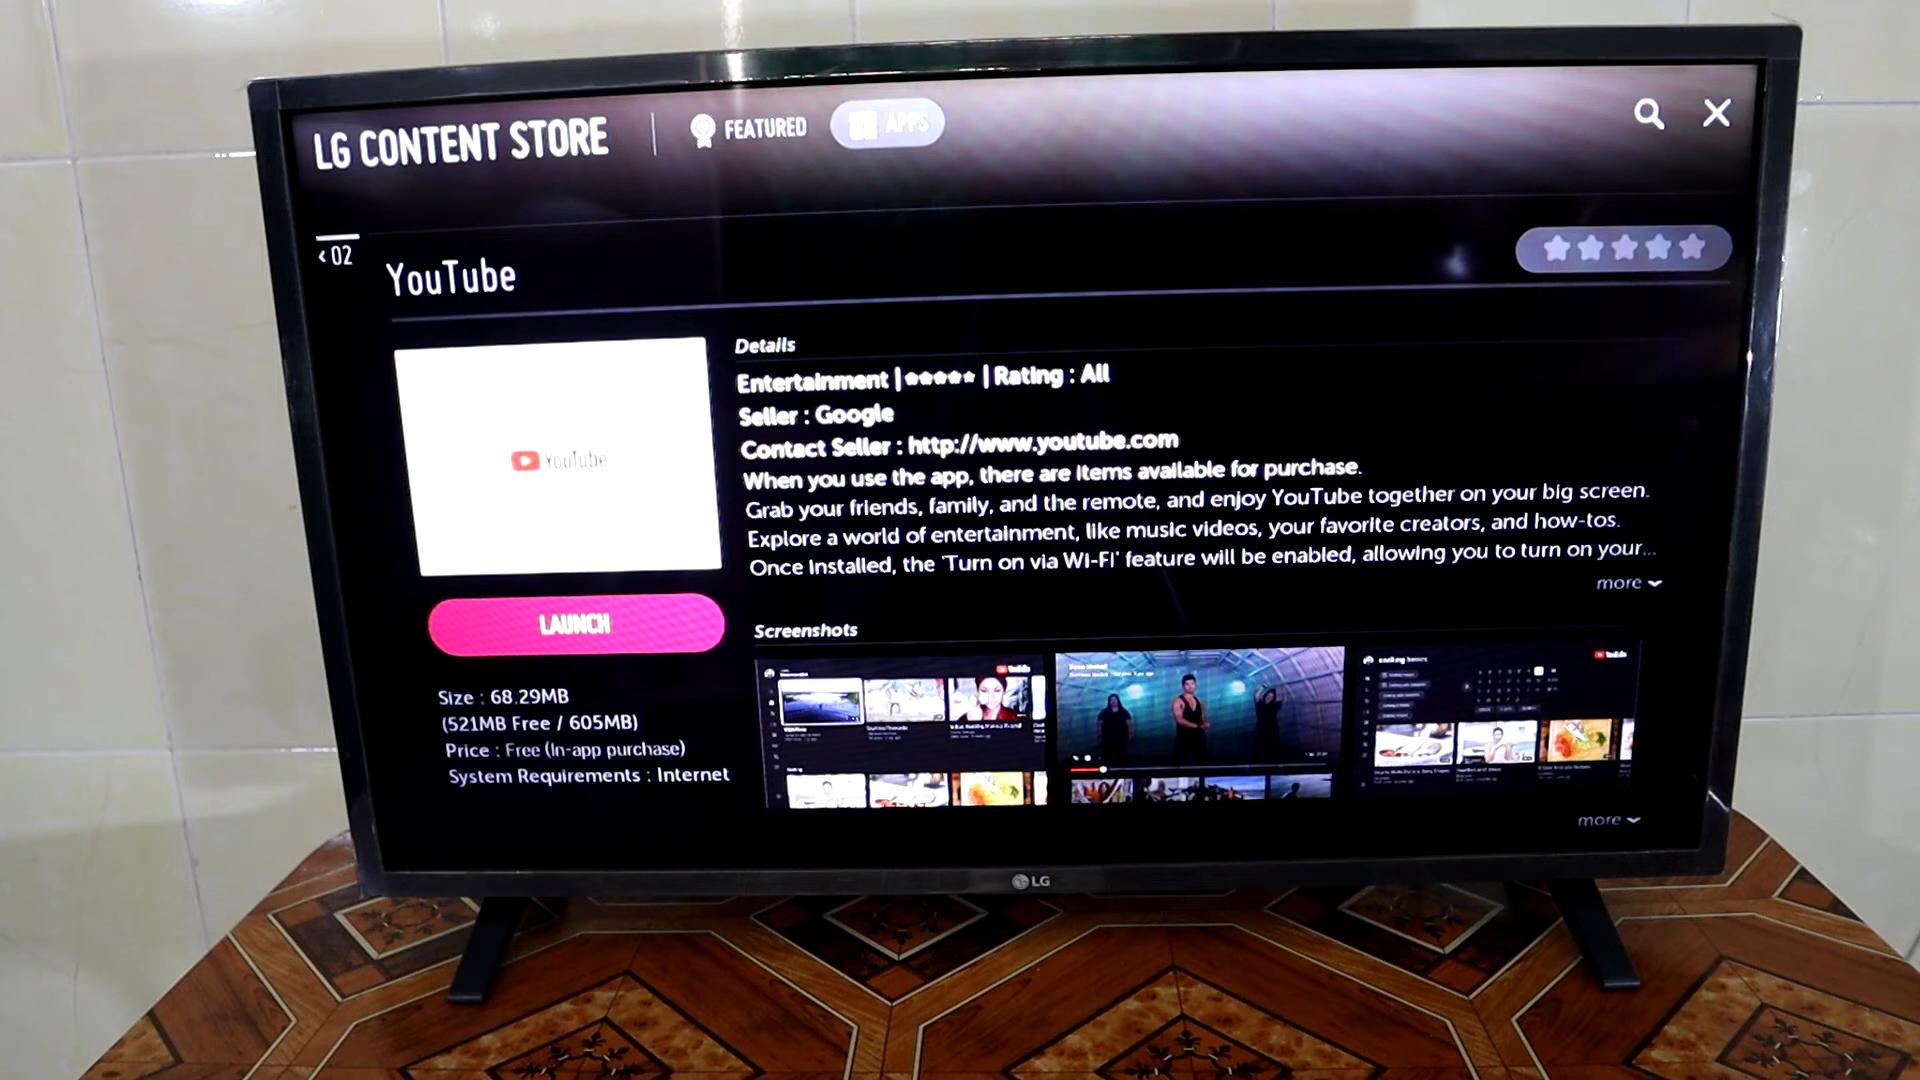 LG CONTENT STORE
FEATURED
APPS
< 02
YouTube
YouTube
LAUNCH
Size : 68.29MB
(521MB Free / 605MB)
Price : Free (In-app purchase)
System Requirements : Internet
Details
Entertainment | ★★★★★ | Rating : All
Seller : Google
Contact Seller : http://www.youtube.com
When you use the app, there are items available for purchase.
Grab your friends, family, and the remote, and enjoy YouTube together on your big screen.
Explore a world of entertainment, like music videos, your favorite creators, and how-tos.
Once installed, the 'Turn on via Wi-Fi' feature will be enabled, allowing you to turn on your...
more
Screenshots
more
LG